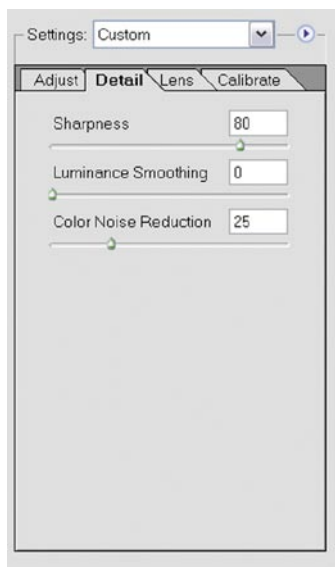 Settings: Custom
Adjust Detail Lens Calibrate
Sharpness 80
Luminance Smoothing 0
Color Noise Reduction 25